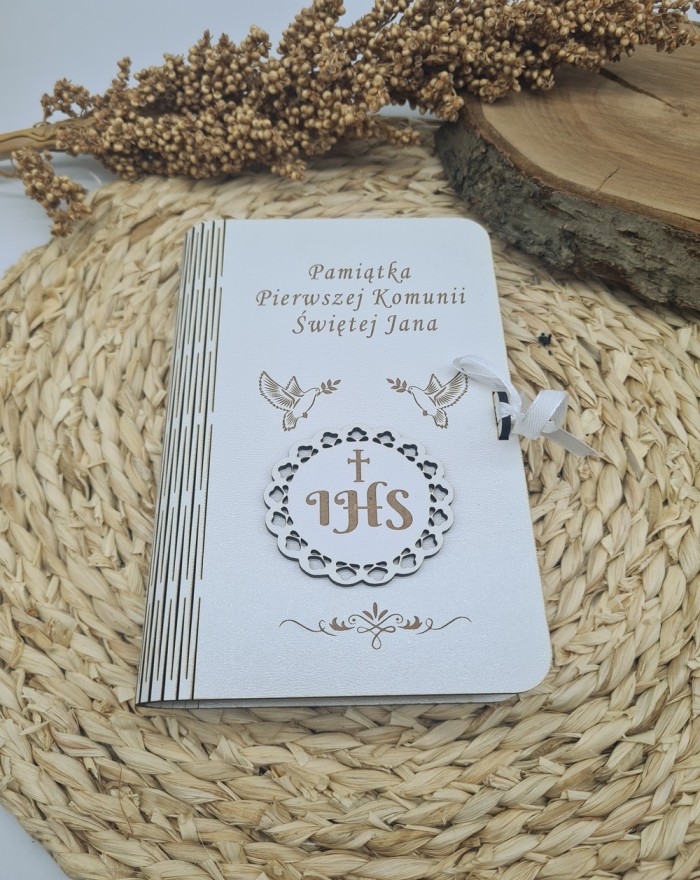 Pamiątka
Pierwszej Komunii
Świętej Jana
IHS